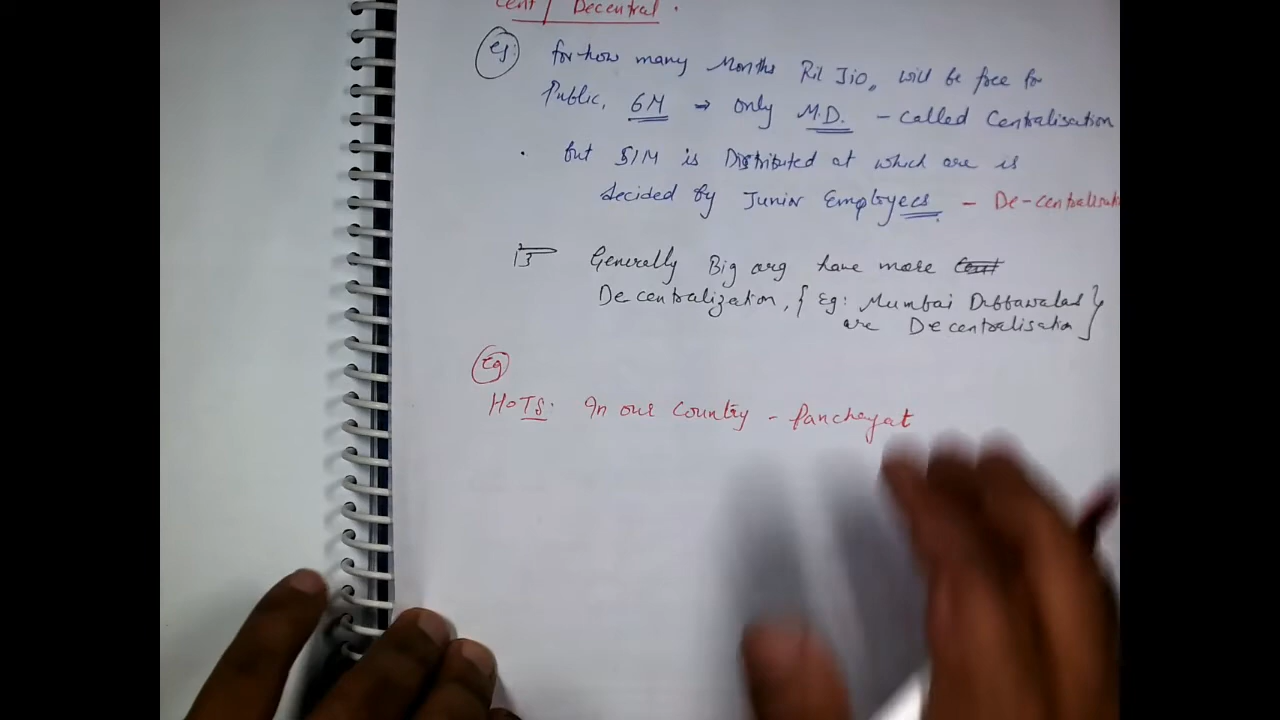 Cent / Decentral.
eg: for how many Months Ril Jio, will be free for
Public, 6M → only M.D. - called Centralisation
· but SIM is Distributed at which are is
decided by Junior Employees - De-centralisat
Generally Big org have more
Decentralization, { Eg: Mumbai Dabbawalas }
are Decentralisation
Eg
HOTS: In our Country - Panchayat